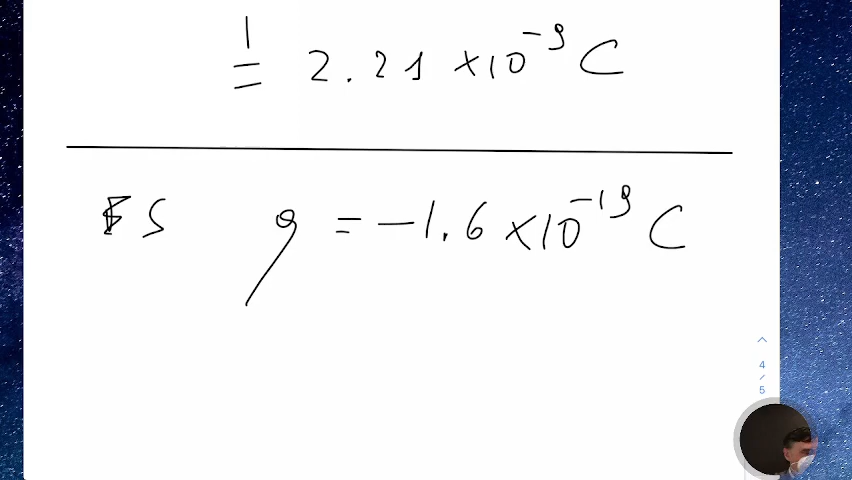 = 2.21 ×10⁻⁹ C
ES q = -1.6 ×10⁻¹⁹ C
4
/
5